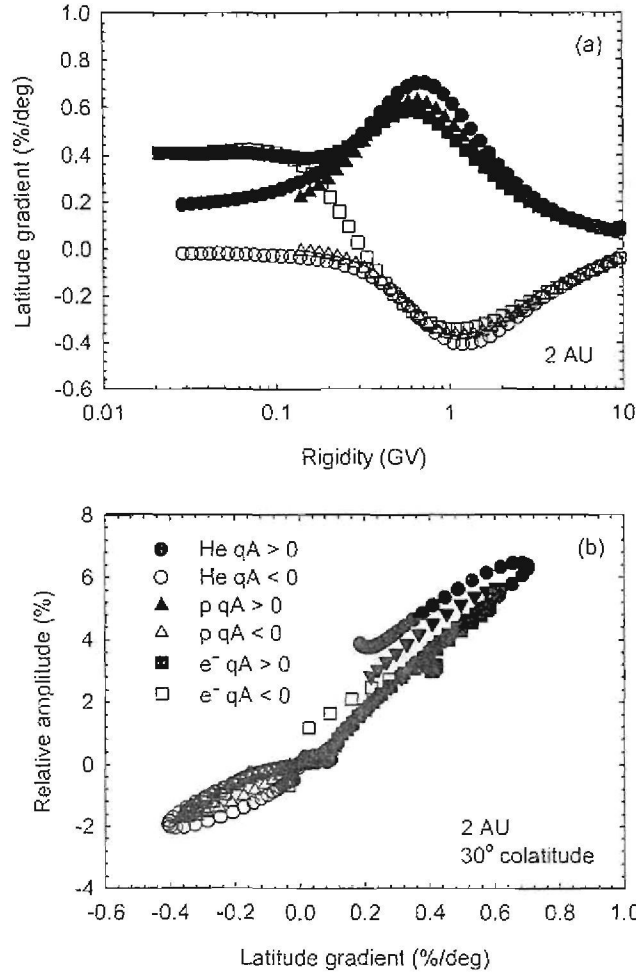 1.0
0.8
0.6
0.4
0.2
0.0
-0.2
-0.4
-0.6
Latitude gradient (%/deg)
(a)
2 AU
0.01
0.1
1
10
Rigidity (GV)
8
6
4
2
0
-2
-4
Relative amplitude (%)
(b)
He qA > 0
He qA < 0
p qA > 0
p qA < 0
e⁻ qA > 0
e⁻ qA < 0
2 AU
30° colatitude
-0.6
-0.4
-0.2
0.0
0.2
0.4
0.6
0.8
1.0
Latitude gradient (%/deg)